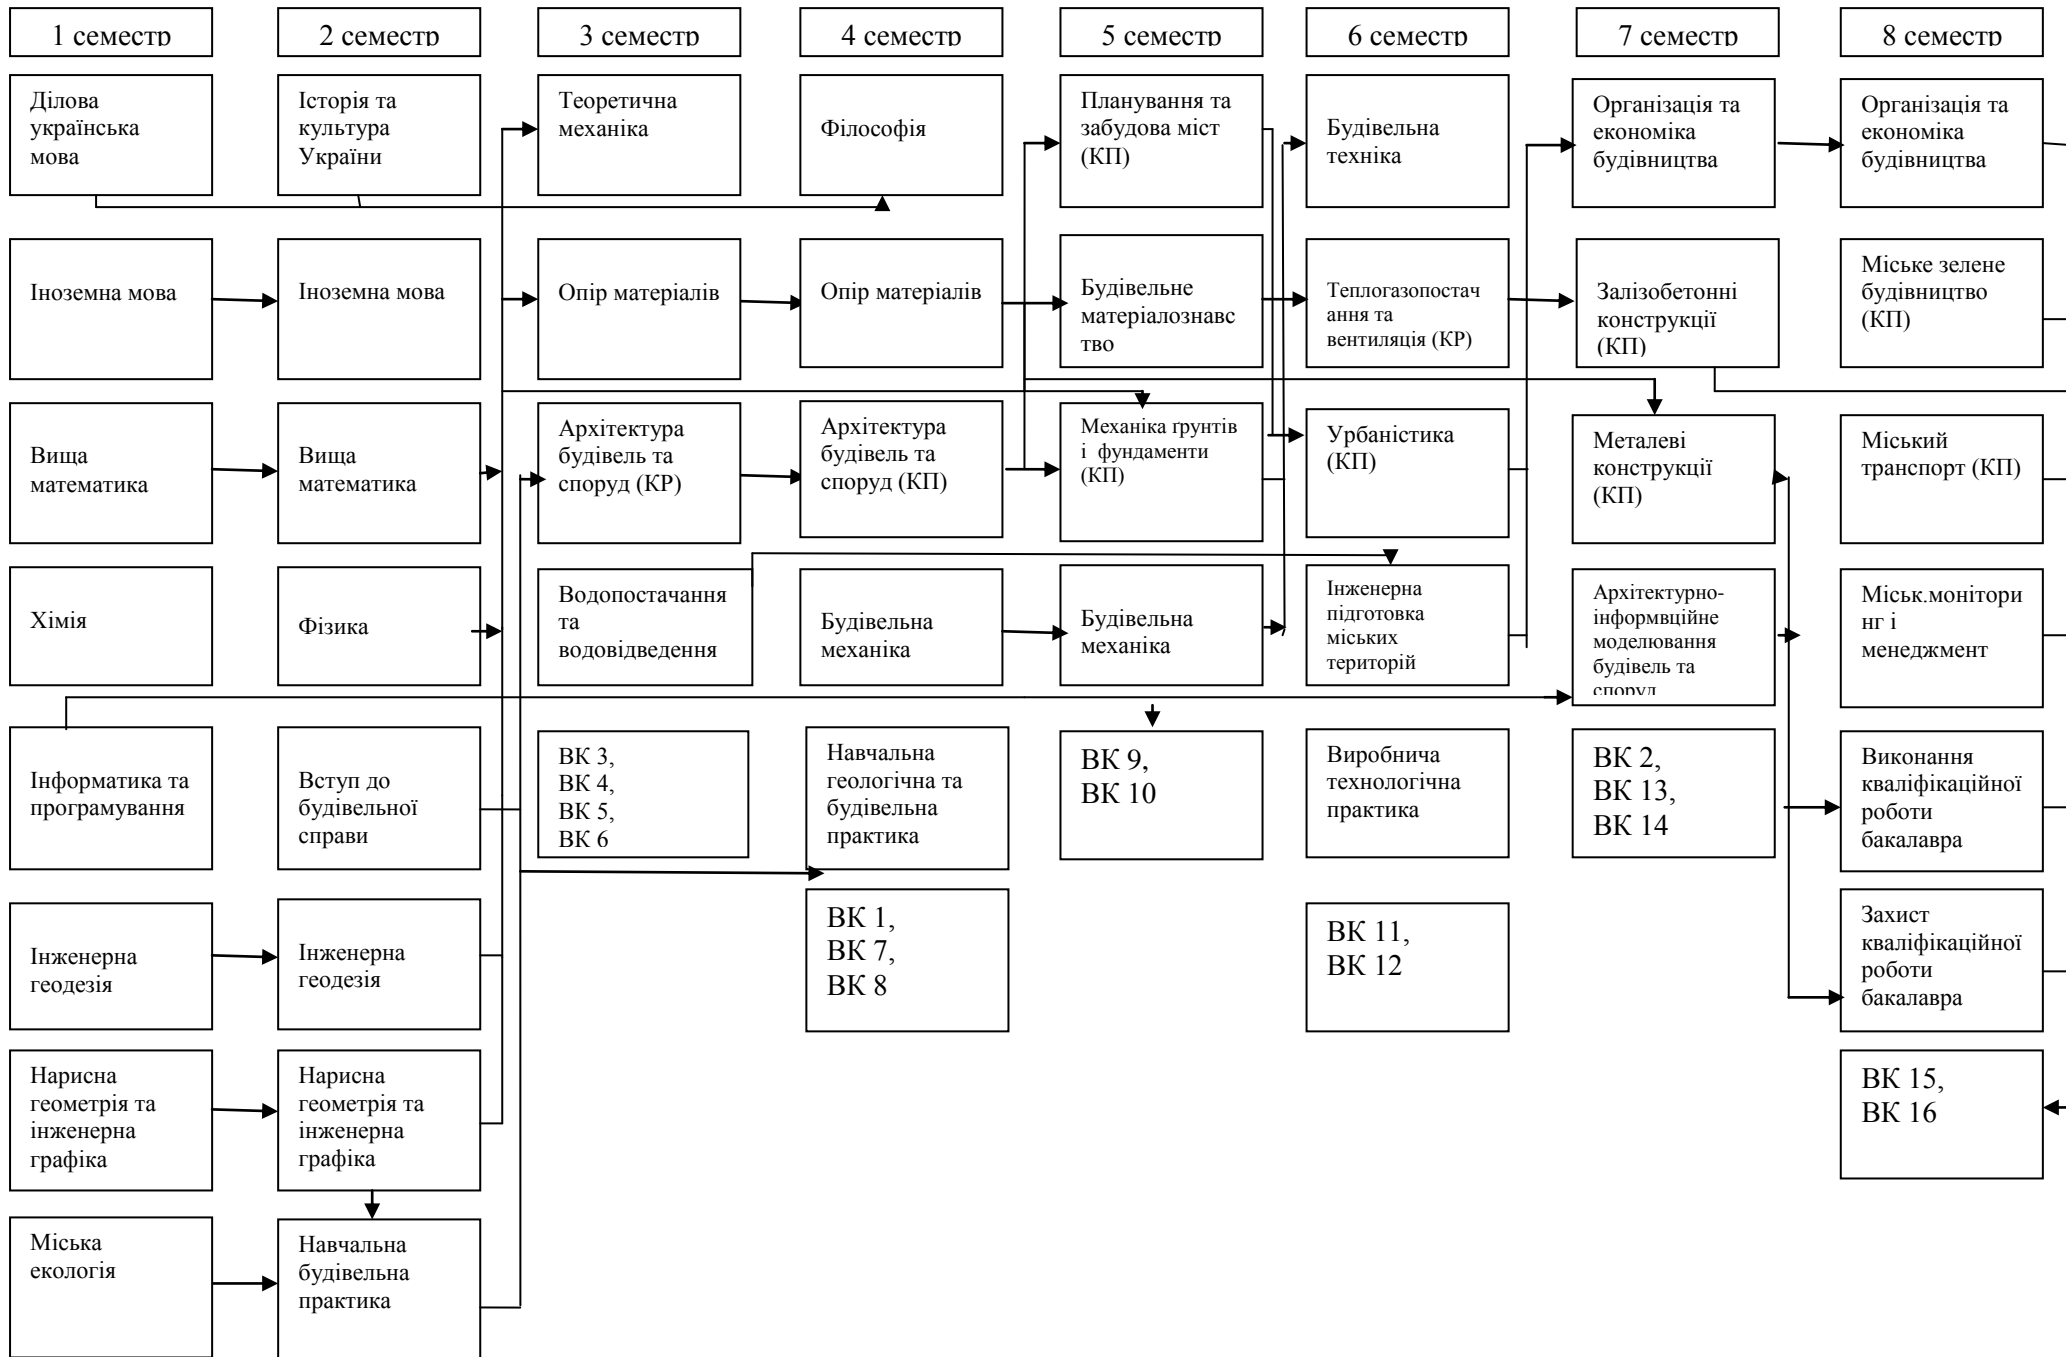 1 семестр
2 семестр
3 семестр
4 семестр
5 семестр
6 семестр
7 семестр
8 семестр
Ділова
українська
мова
Історія та
культура
України
Теоретична
механіка
Філософія
Планування та
забудова міст
(КП)
Будівельна
техніка
Організація та
економіка
будівництва
Організація та
економіка
будівництва
Іноземна мова
Іноземна мова
Опір матеріалів
Опір матеріалів
Будівельне
матеріалознавс
тво
Теплогазопостач
ання та
вентиляція (КР)
Залізобетонні
конструкції
(КП)
Міське зелене
будівництво
(КП)
Вища
математика
Вища
математика
Архітектура
будівель та
споруд (КР)
Архітектура
будівель та
споруд (КП)
Механіка ґрунтів
і фундаменти
(КП)
Урбаністика
(КП)
Металеві
конструкції
(КП)
Міський
транспорт (КП)
Хімія
Фізика
Водопостачання
та
водовідведення
Будівельна
механіка
Будівельна
механіка
Інженерна
підготовка
міських
територій
Архітектурно-
інформвційне
моделювання
будівель та
споруд
Міськ.монітори
нг і
менеджмент
Інформатика та
програмування
Вступ до
будівельної
справи
ВК 3,
ВК 4,
ВК 5,
ВК 6
Навчальна
геологічна та
будівельна
практика
ВК 9,
ВК 10
Виробнича
технологічна
практика
ВК 2,
ВК 13,
ВК 14
Виконання
кваліфікаційної
роботи
бакалавра
Інженерна
геодезія
Інженерна
геодезія
ВК 1,
ВК 7,
ВК 8
ВК 11,
ВК 12
Захист
кваліфікаційної
роботи
бакалавра
Нарисна
геометрія та
інженерна
графіка
Нарисна
геометрія та
інженерна
графіка
ВК 15,
ВК 16
Міська
екологія
Навчальна
будівельна
практика